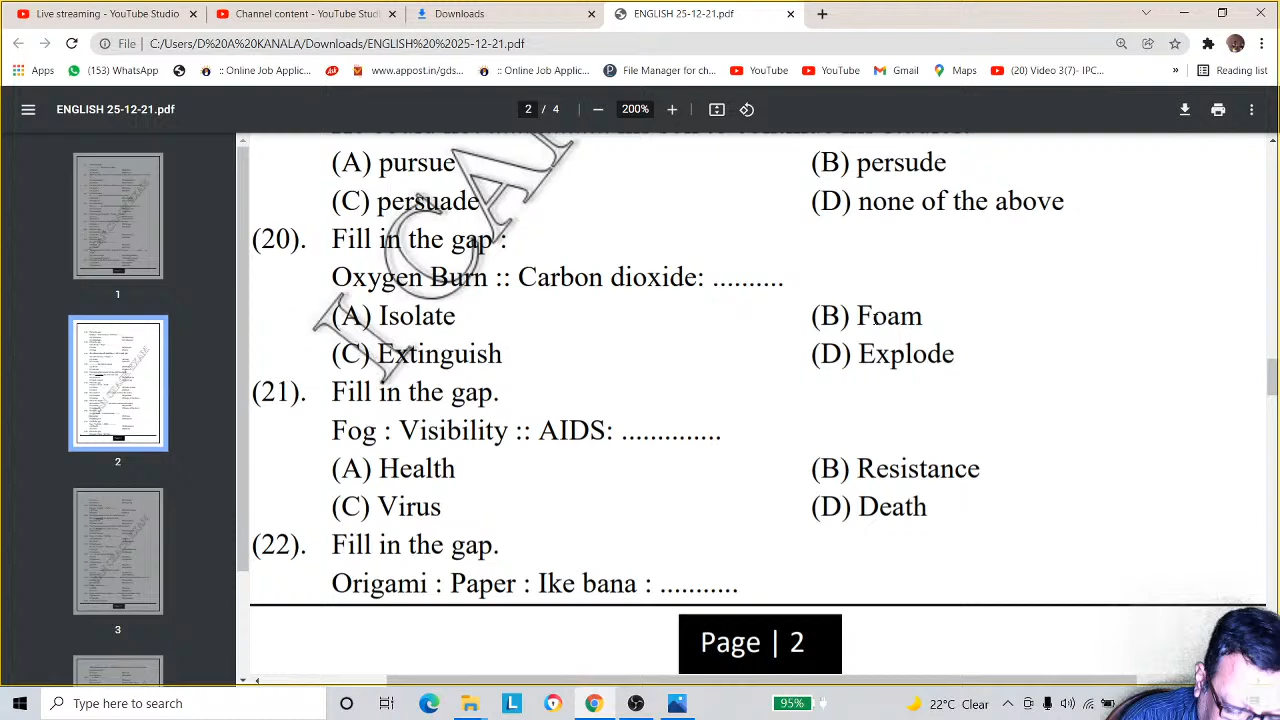 Live streaming - YouTube Studio
Channel content - YouTube Studio
Downloads
ENGLISH 25-12-21.pdf
File | C:/Users/D%20A%20KANALA/Downloads/ENGLISH%20%2025-12-21.pdf
Apps (153) WhatsApp :: Online Job Applic... www.appost.in/gds... :: Online Applic... File Manager for ch... YouTube YouTube Gmail Maps (20) Video 3(7)- IPC... » Reading list
ENGLISH 25-12-21.pdf 2 / 4 200%
(A) pursue (B) persude
(C) persuade (D) none of the above
(20). Fill in the gap :
Oxygen Burn :: Carbon dioxide: ..........
(A) Isolate (B) Foam
(C) Extinguish (D) Explode
(21). Fill in the gap.
Fog : Visibility :: AIDS: ..............
(A) Health (B) Resistance
(C) Virus (D) Death
(22). Fill in the gap.
Origami : Paper : Ike bana : ...........
Page | 2
1
2
3
Type here to search
95%
22°C Clear